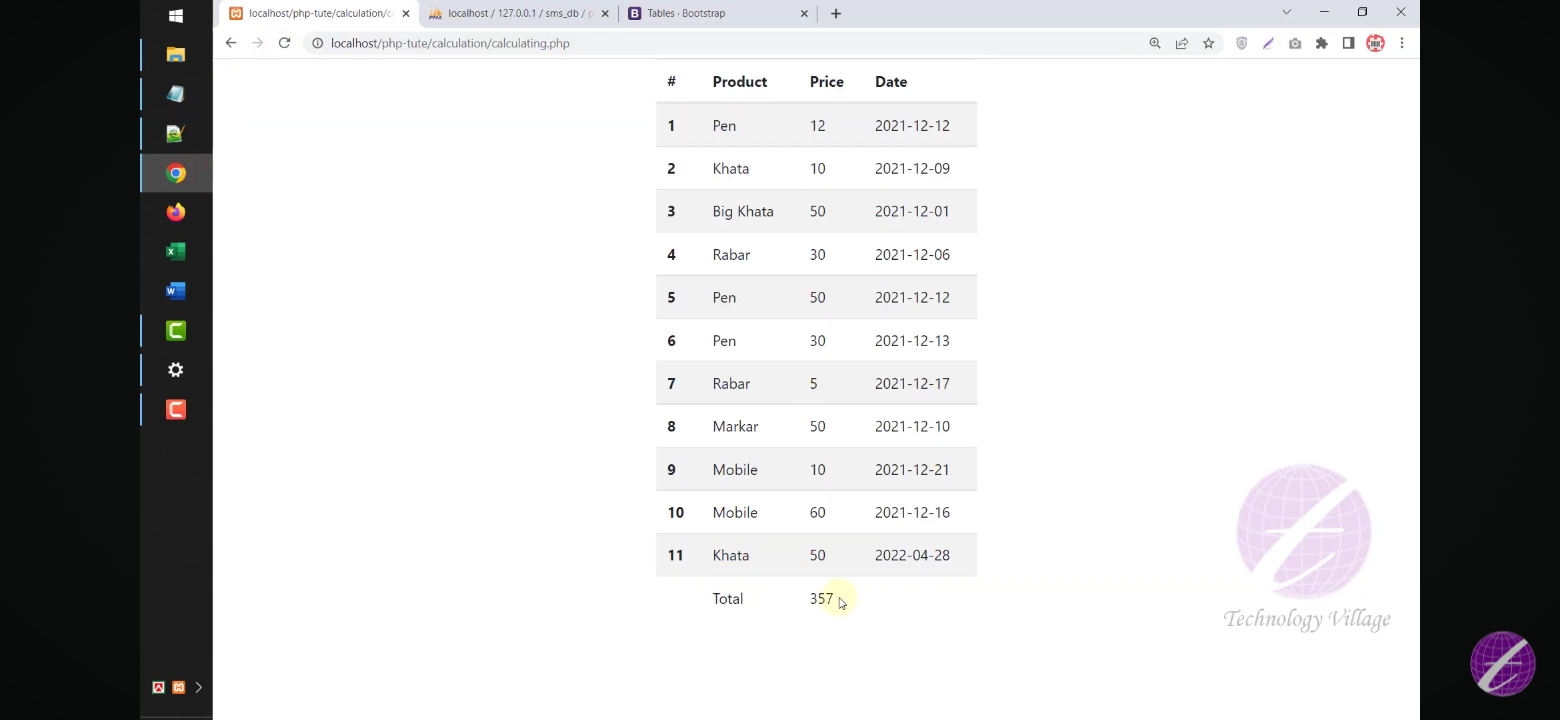 localhost/php-tute/calculation/c
localhost / 127.0.0.1 / sms_db / p
Tables · Bootstrap
localhost/php-tute/calculation/calculating.php
# Product Price Date
1 Pen 12 2021-12-12
2 Khata 10 2021-12-09
3 Big Khata 50 2021-12-01
4 Rabar 30 2021-12-06
5 Pen 50 2021-12-12
6 Pen 30 2021-12-13
7 Rabar 5 2021-12-17
8 Markar 50 2021-12-10
9 Mobile 10 2021-12-21
10 Mobile 60 2021-12-16
11 Khata 50 2022-04-28
Total 357
Technology Village